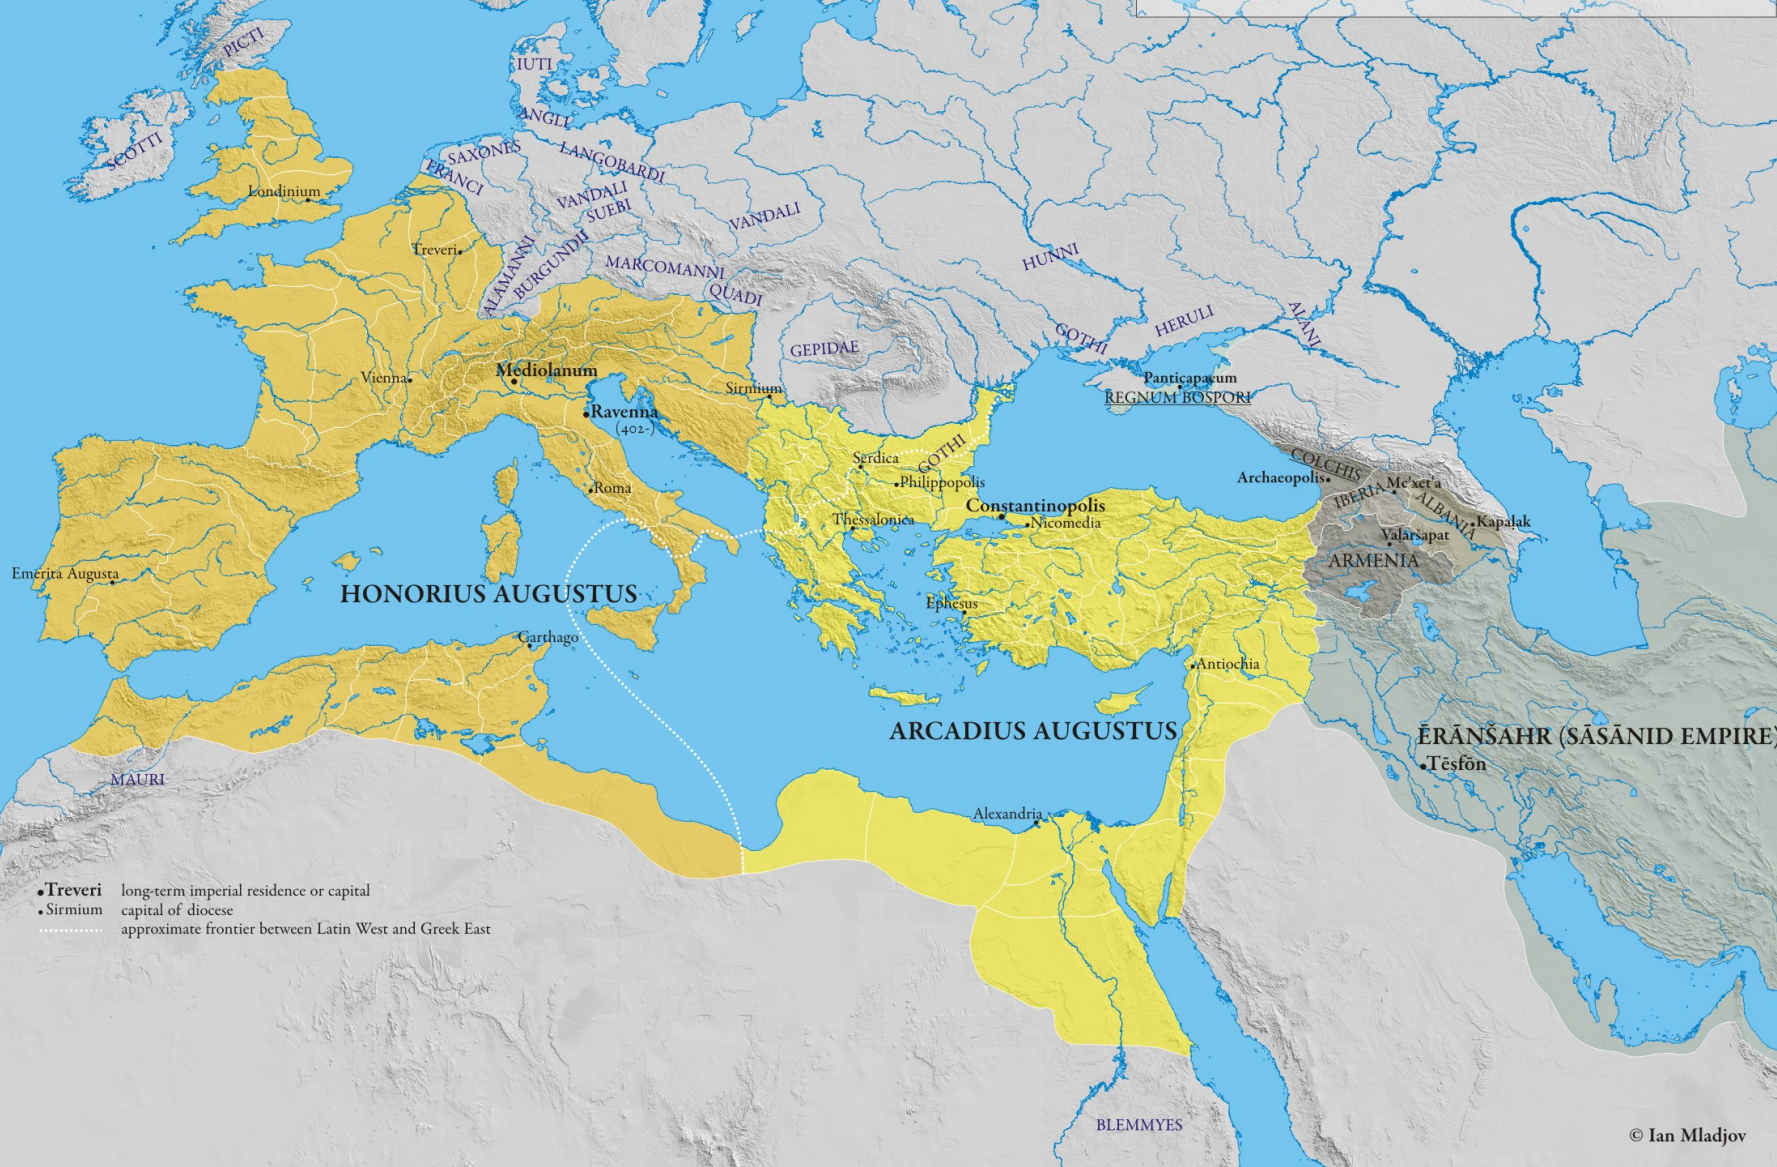 PICTI
IUTI
SCOTTI
ANGLI
SAXONES
LANGOBARDI
FRANCI
Londinium
VANDALI
SUEBI
VANDALI
Treveri
ALAMANNI
BURGUNDII
MARCOMANNI
QUADI
HUNNI
GEPIDAE
GOTHI
HERULI
ALANI
Vienna
Mediolanum
Sirmium
Panticapaeum
REGNUM BOSPORI
Ravenna
(402-)
Roma
Serdica
GOTHI
Philippopolis
Constantinopolis
Thessalonica
Nicomedia
COLCHIS
Archaeopolis
IBERIA
Mc'xet'a
ALBANIA
Kapałak
Vałaršapat
ARMENIA
Emerita Augusta
HONORIUS AUGUSTUS
Ephesus
Carthago
Antiochia
ARCADIUS AUGUSTUS
ĒRĀNŠAHR (SĀSĀNID EMPIRE)
Tēsfōn
MAURI
Alexandria
Treveri long-term imperial residence or capital
Sirmium capital of diocese
approximate frontier between Latin West and Greek East
BLEMMYES
© Ian Mladjov